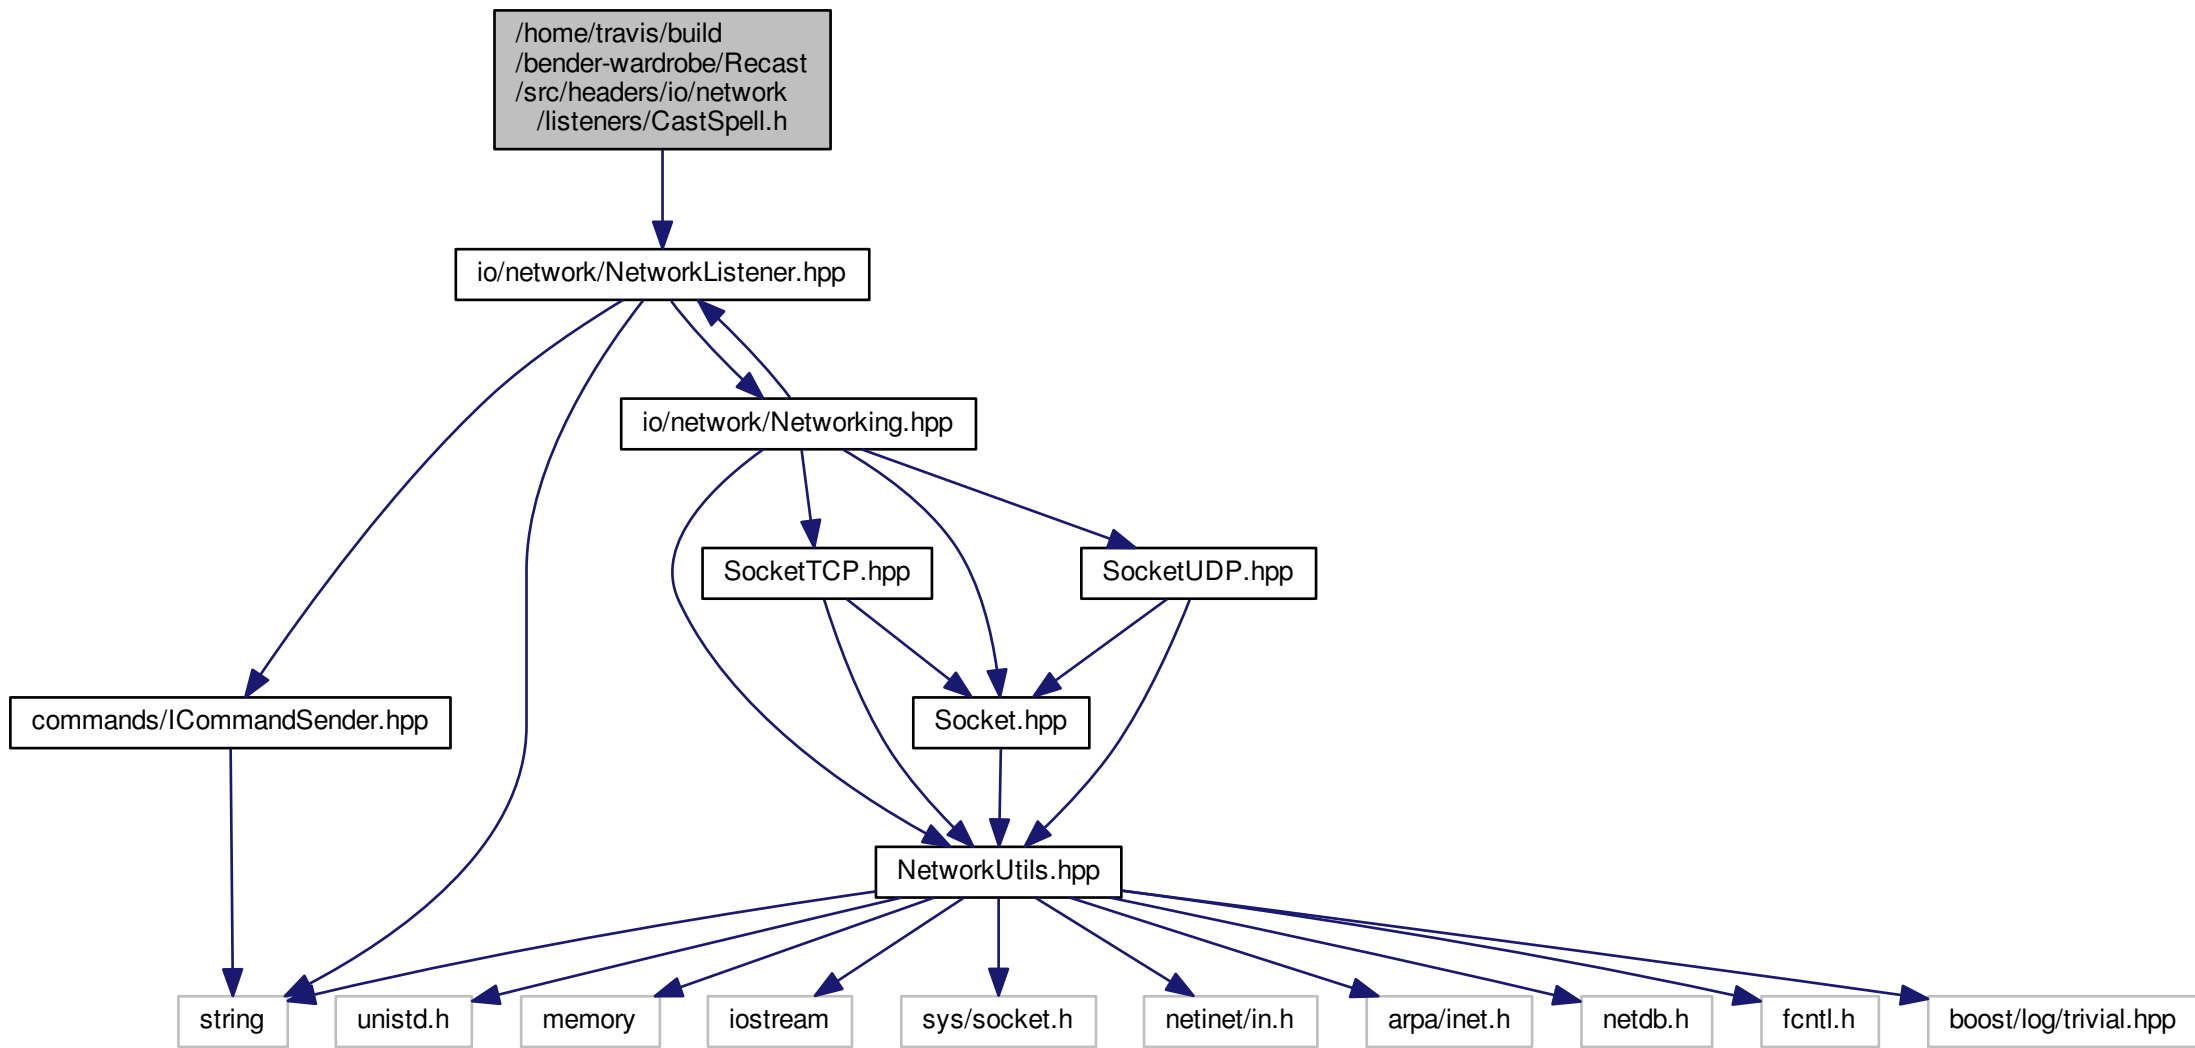 /home/travis/build
/bender-wardrobe/Recast
/src/headers/io/network
/listeners/CastSpell.h
io/network/NetworkListener.hpp
io/network/Networking.hpp
SocketTCP.hpp
SocketUDP.hpp
commands/ICommandSender.hpp
Socket.hpp
NetworkUtils.hpp
string
unistd.h
memory
iostream
sys/socket.h
netinet/in.h
arpa/inet.h
netdb.h
fcntl.h
boost/log/trivial.hpp